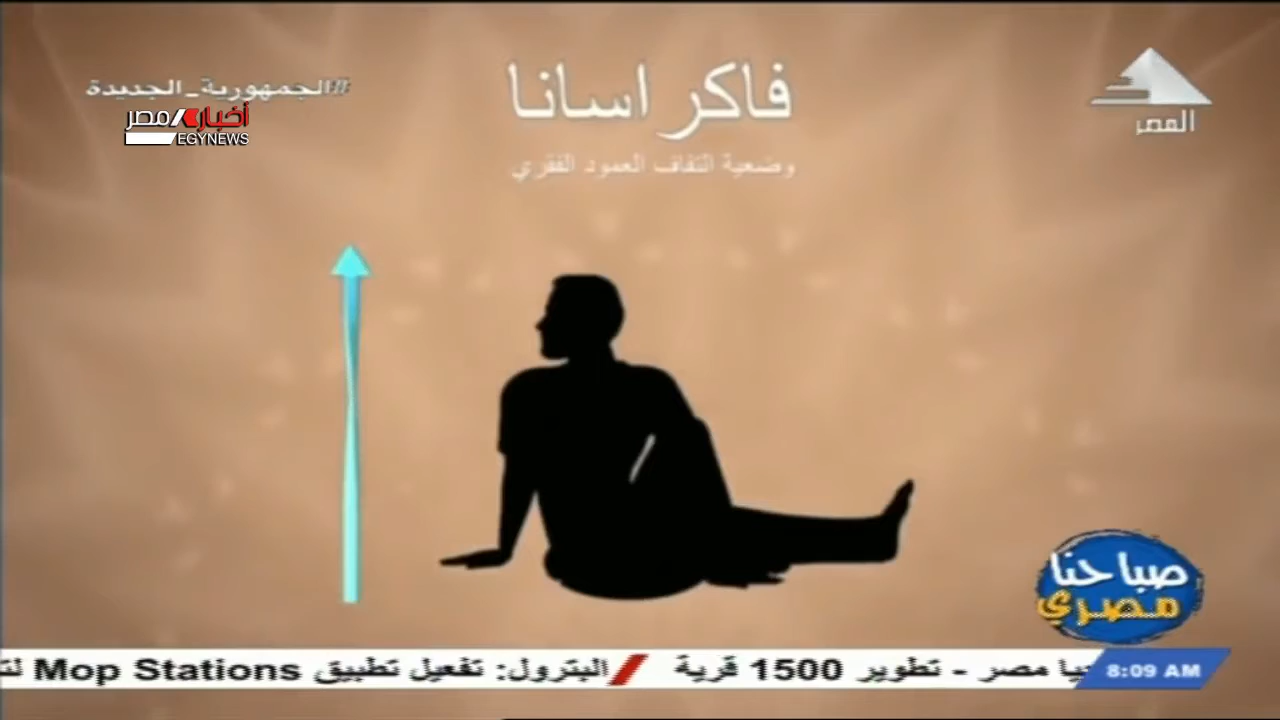 #الجمهورية_الجديدة
أخبار مصر
EGYNEWS
فاكر اسانا
وضعية التفاف العمود الفقري
المصر
صباحنا
مصري
يا مصر - تطوير 1500 قرية / البترول: تفعيل تطبيق Mop Stations
8:09 AM